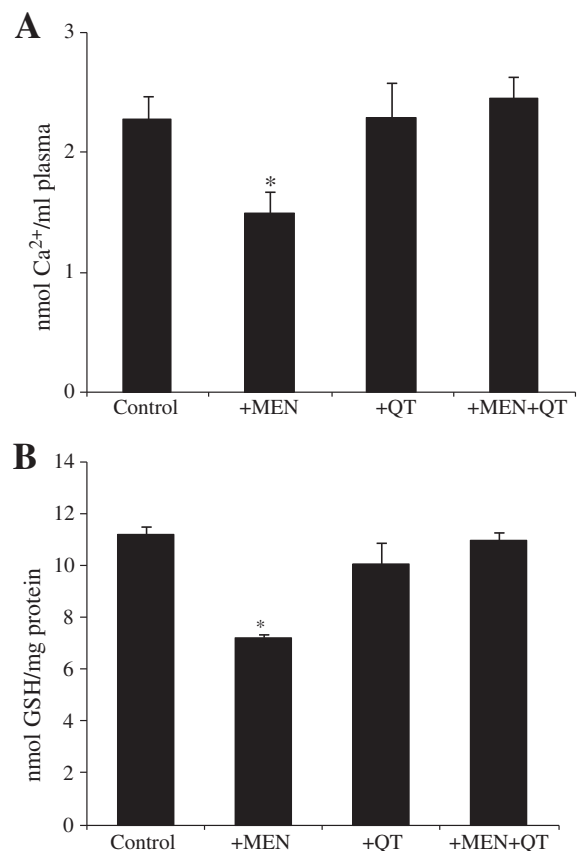 A
3
2
1
0
nmol Ca²⁺/ml plasma
*
Control +MEN +QT +MEN+QT
B
14
12
10
8
6
4
2
0
nmol GSH/mg protein
*
Control +MEN +QT +MEN+QT